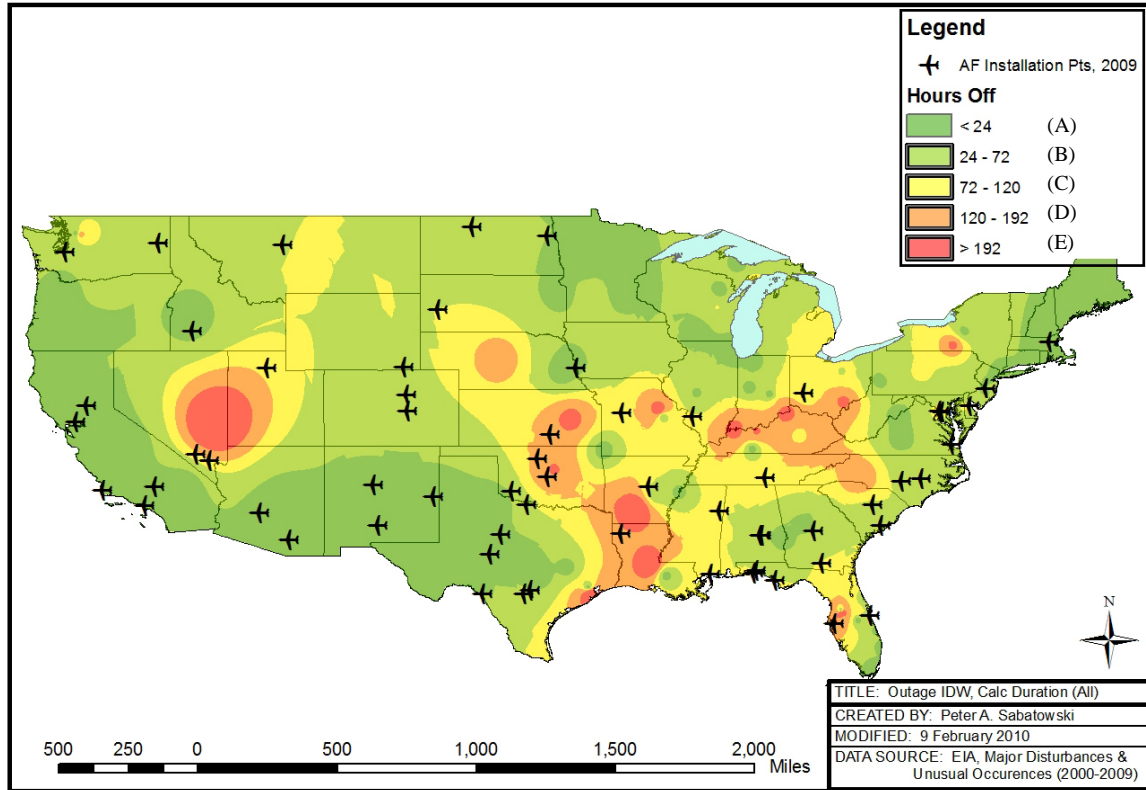 Legend
AF Installation Pts, 2009
Hours Off
< 24 (A)
24 - 72 (B)
72 - 120 (C)
120 - 192 (D)
> 192 (E)
N
TITLE: Outage IDW, Calc Duration (All)
CREATED BY: Peter A. Sabatowski
MODIFIED: 9 February 2010
DATA SOURCE: EIA, Major Disturbances &
Unusual Occurences (2000-2009)
500 250 0 500 1,000 1,500 2,000
Miles